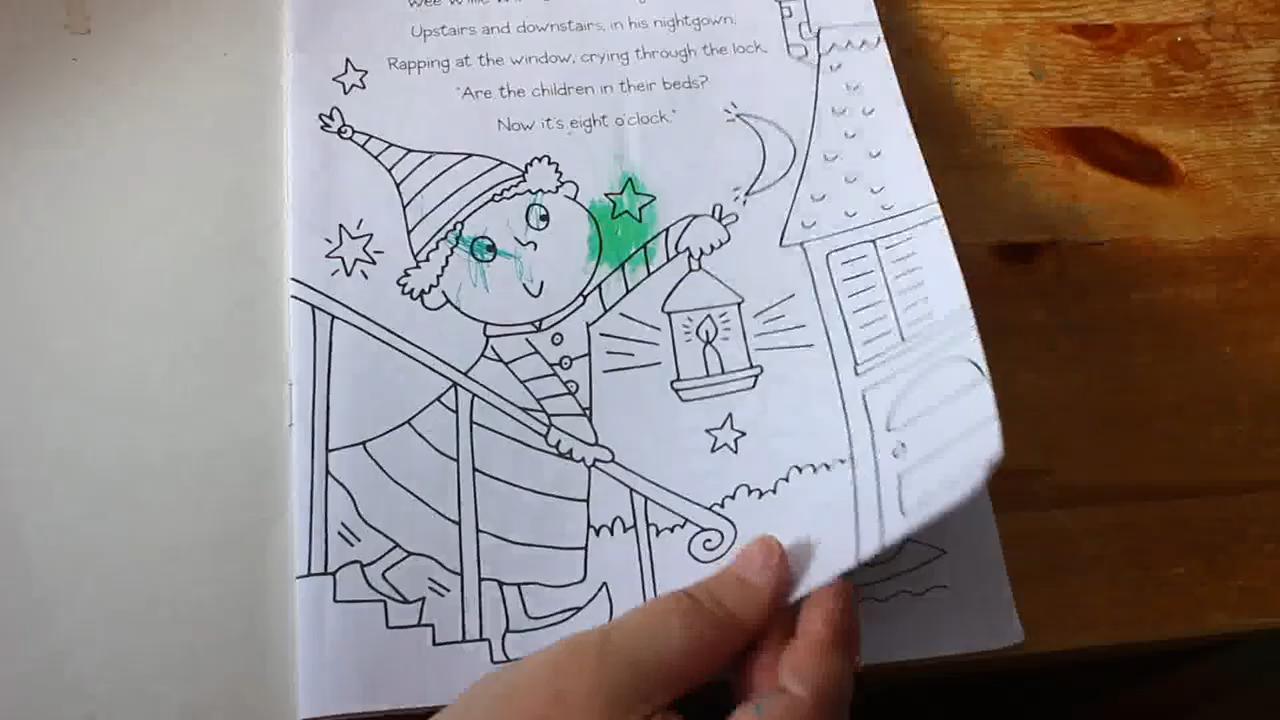 Upstairs and downstairs, in his nightgown,
Rapping at the window, crying through the lock,
"Are the children in their beds?
Now it's eight o'clock."